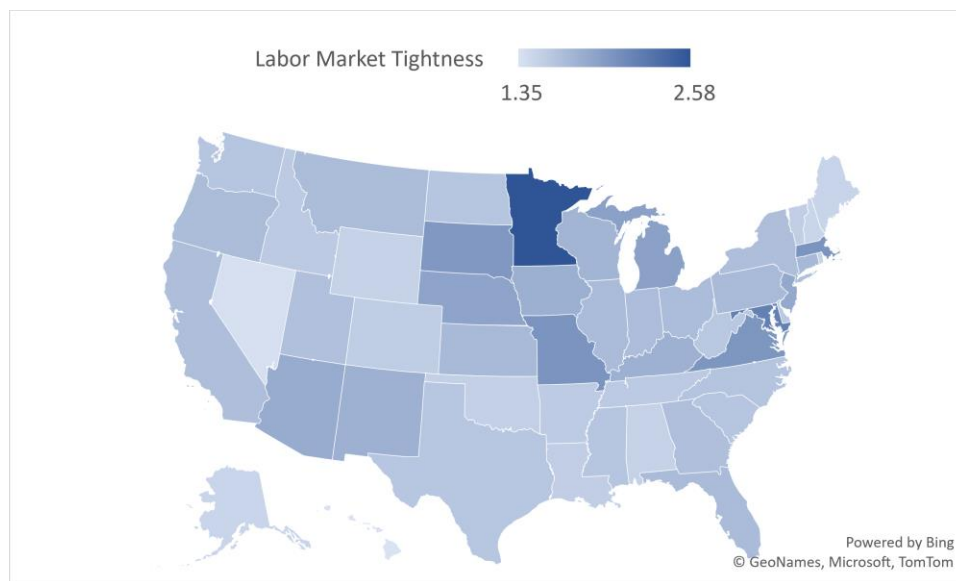 Labor Market Tightness
1.35 2.58
Powered by Bing
© GeoNames, Microsoft, TomTom